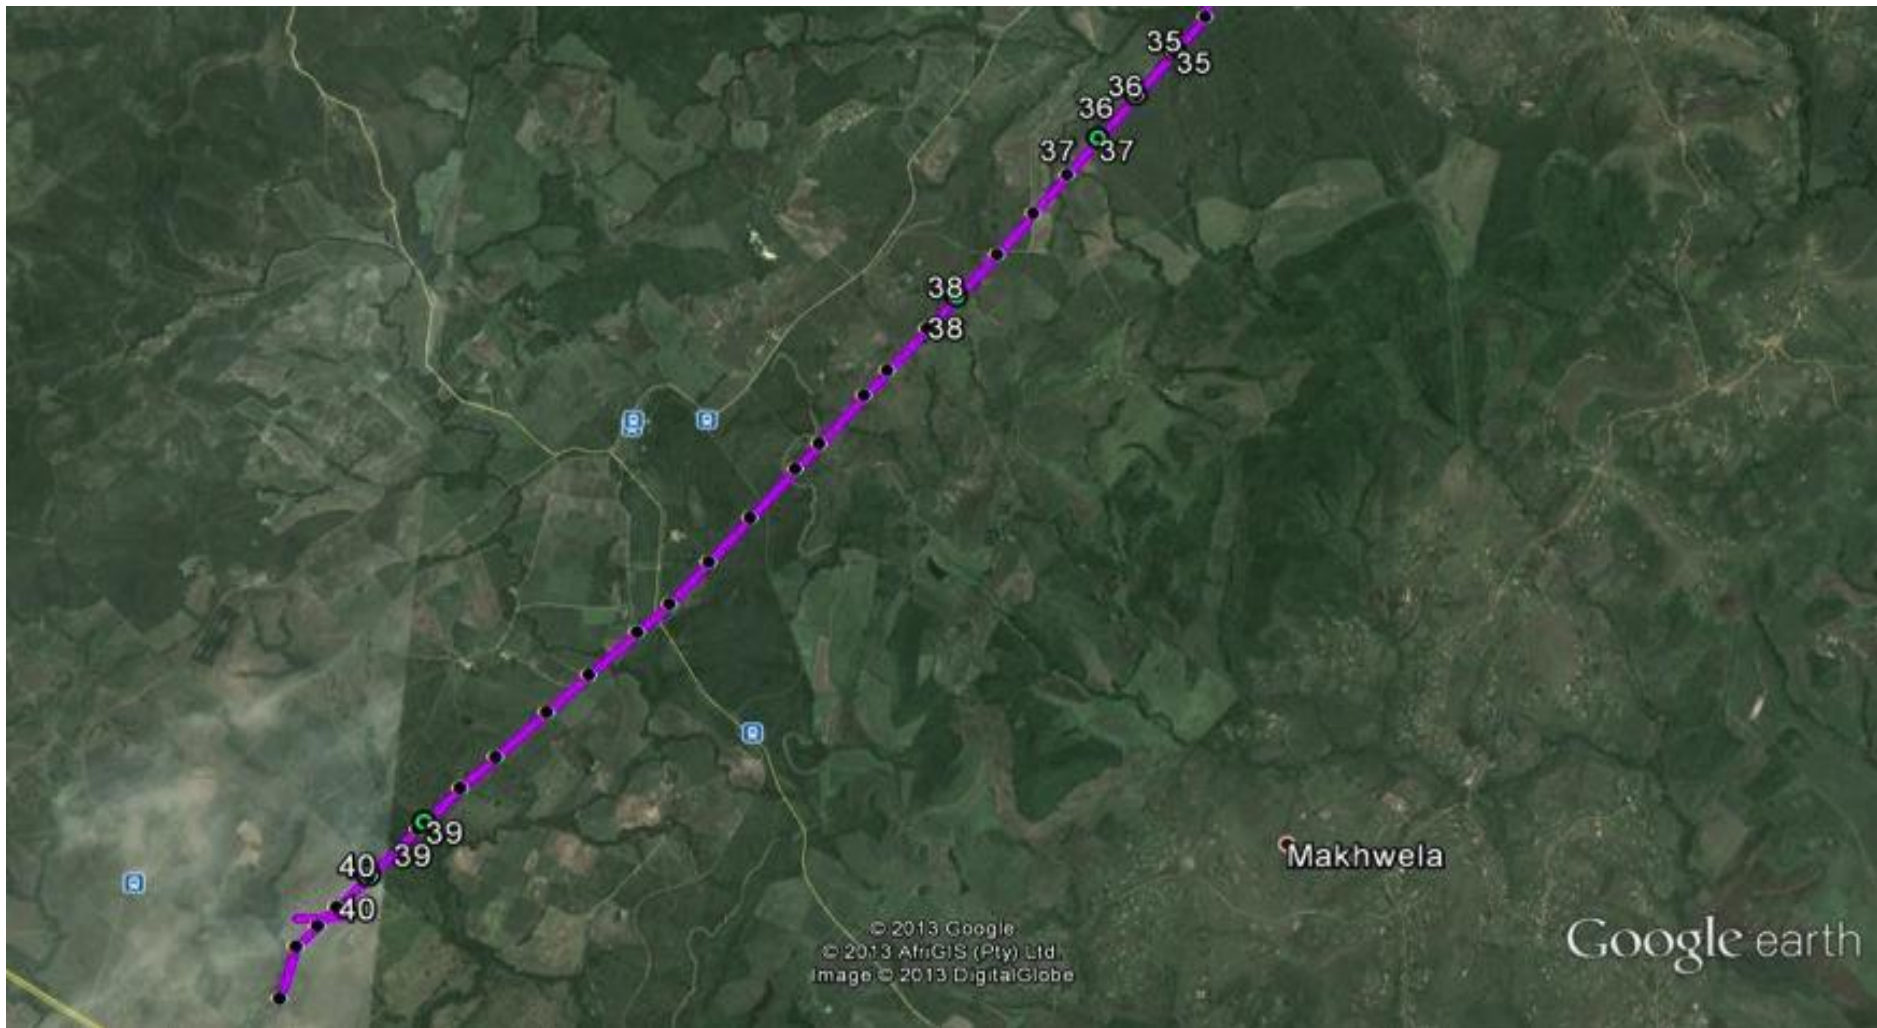 35
35
36
36
37 37
38
38
39
39
40
40
Makhwela
© 2013 Google
© 2013 AfriGIS (Pty) Ltd.
Image © 2013 DigitalGlobe
Google earth